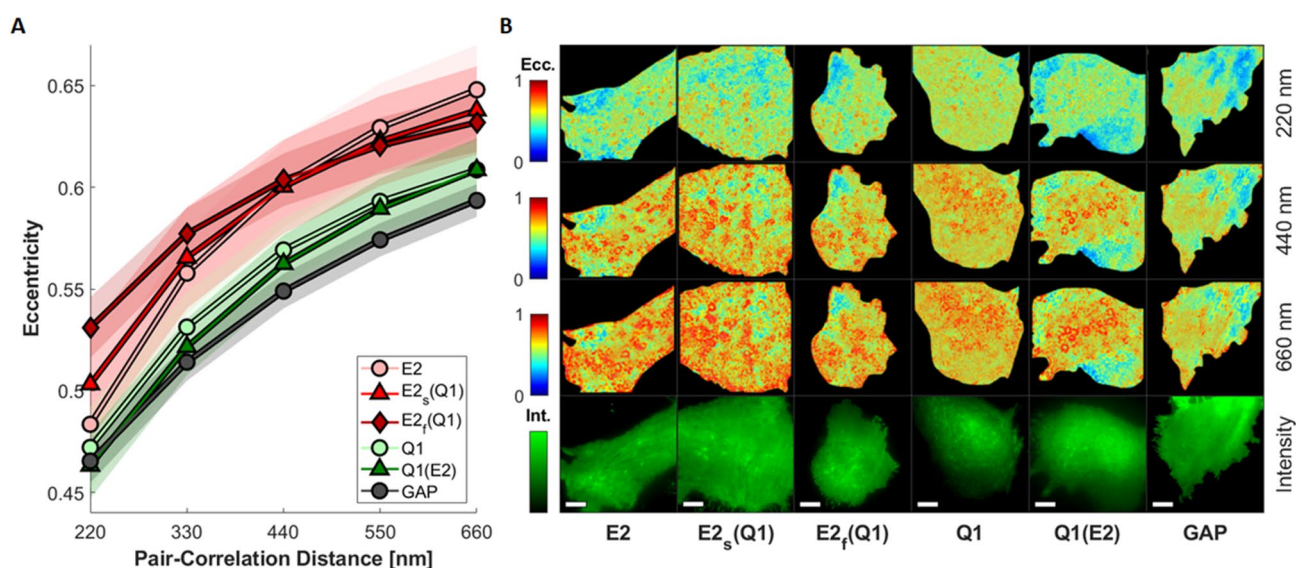 A
Eccentricity
0.65
0.6
0.55
0.5
0.45
220 330 440 550 660
Pair-Correlation Distance [nm]
E2
E2s(Q1)
E2f(Q1)
Q1
Q1(E2)
GAP
B
Ecc.
1
0
1
0
1
0
Int.
220 nm
440 nm
660 nm
Intensity
E2 E2s(Q1) E2f(Q1) Q1 Q1(E2) GAP